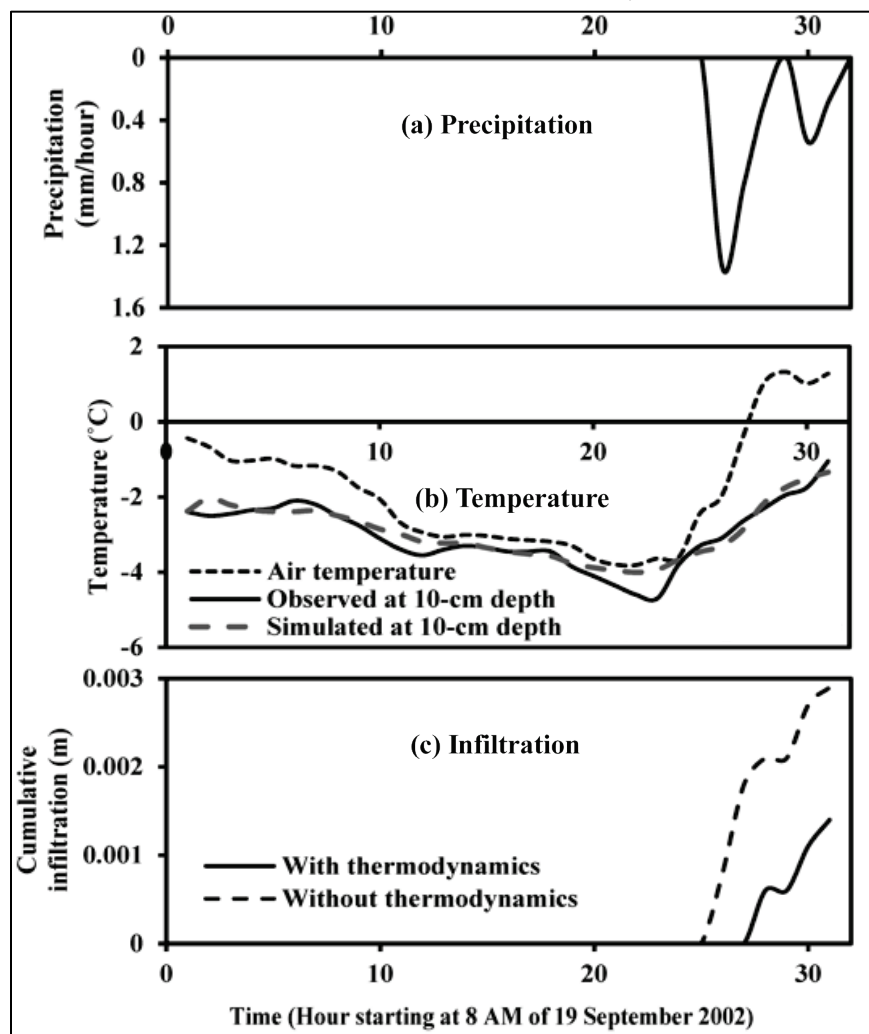 0 10 20 30
0
0.4
0.8
1.2
1.6
Precipitation
(mm/hour)
(a) Precipitation
2
0
-2
-4
-6
Temperature (˚C)
10 20 30
(b) Temperature
Air temperature
Observed at 10-cm depth
Simulated at 10-cm depth
0.003
0.002
0.001
0
Cumulative
infiltration (m)
(c) Infiltration
With thermodynamics
Without thermodynamics
0 10 20 30
Time (Hour starting at 8 AM of 19 September 2002)